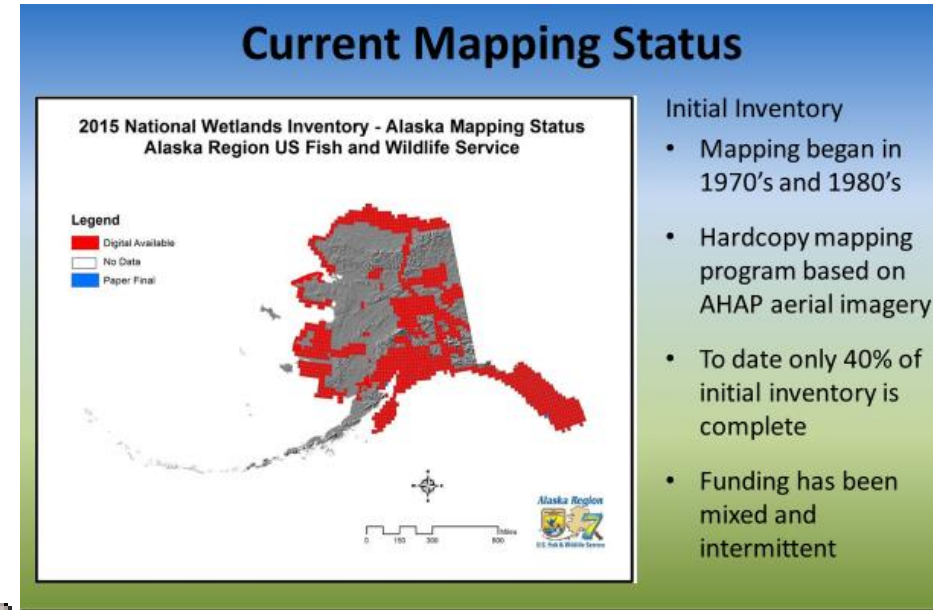 Current Mapping Status
2015 National Wetlands Inventory - Alaska Mapping Status
Alaska Region US Fish and Wildlife Service
Legend
Digital Available
No Data
Paper Final
0 150 300 600
Miles
Alaska Region
U.S. Fish & Wildlife Service
Initial Inventory
• Mapping began in
1970's and 1980's
• Hardcopy mapping
program based on
AHAP aerial imagery
• To date only 40% of
initial inventory is
complete
• Funding has been
mixed and
intermittent